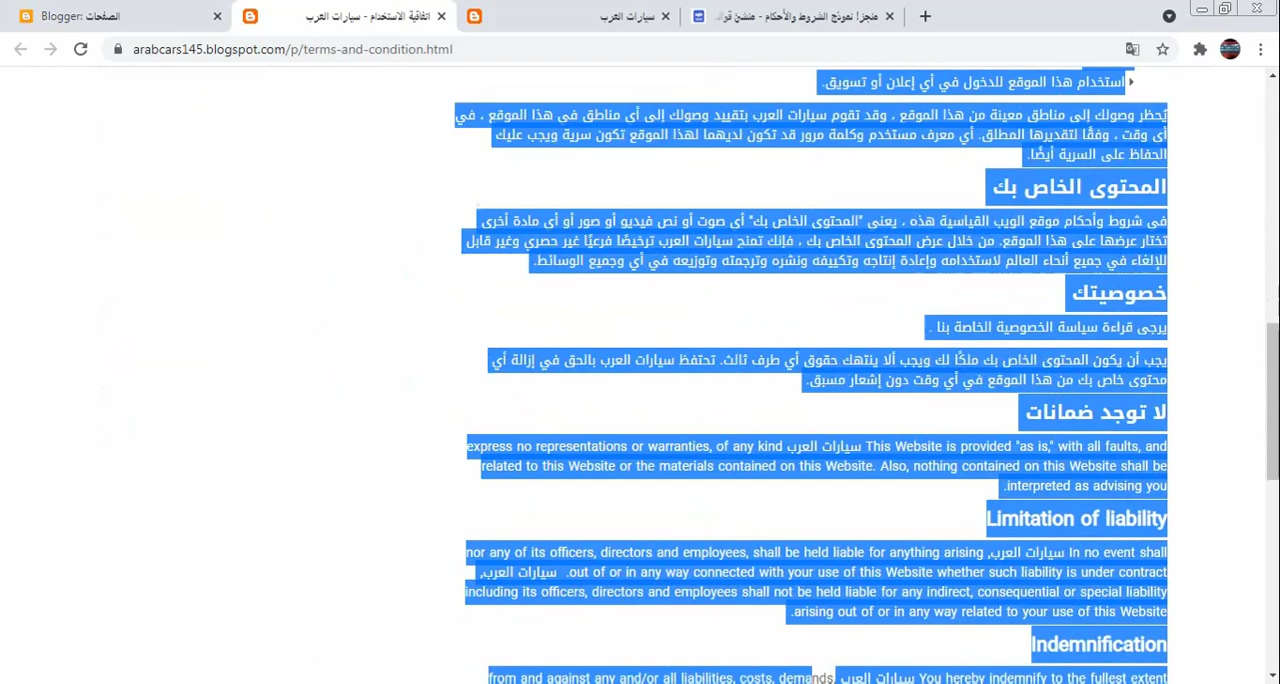 Blogger: الصفحات
اتفاقية الاستخدام - سيارات العرب
سيارات العرب
منجز! نموذج الشروط والأحكام - منشئ قوال
arabcars145.blogspot.com/p/terms-and-condition.html
استخدام هذا الموقع للدخول في أي إعلان أو تسويق.
يُحظر وصولك إلى مناطق معينة من هذا الموقع ، وقد تقوم سيارات العرب بتقييد وصولك إلى أي مناطق في هذا الموقع ، في
أي وقت ، وفقًا لتقديرها المطلق. أي معرف مستخدم وكلمة مرور قد تكون لديهما لهذا الموقع تكون سرية ويجب عليك
الحفاظ على السرية أيضًا.
المحتوى الخاص بك
في شروط وأحكام موقع الويب القياسية هذه ، يعني "المحتوى الخاص بك" أي صوت أو نص فيديو أو صور أو أي مادة أخرى
تختار عرضها على هذا الموقع. من خلال عرض المحتوى الخاص بك ، فإنك تمنح سيارات العرب ترخيصًا فرعيًا غير حصري وغير قابل
للإلغاء في جميع أنحاء العالم لاستخدامه وإعادة إنتاجه وتكييفه ونشره وترجمته وتوزيعه في أي وجميع الوسائط.
خصوصيتك
يرجى قراءة سياسة الخصوصية الخاصة بنا .
يجب أن يكون المحتوى الخاص بك ملكًا لك ويجب ألا ينتهك حقوق أي طرف ثالث. تحتفظ سيارات العرب بالحق في إزالة أي
محتوى خاص بك من هذا الموقع في أي وقت دون إشعار مسبق.
لا توجد ضمانات
express no representations or warranties, of any kind سيارات العرب This Website is provided "as is," with all faults, and
related to this Website or the materials contained on this Website. Also, nothing contained on this Website shall be
.interpreted as advising you
Limitation of liability
nor any of its officers, directors and employees, shall be held liable for anything arising ,سيارات العرب In no event shall
,سيارات العرب .out of or in any way connected with your use of this Website whether such liability is under contract
including its officers, directors and employees shall not be held liable for any indirect, consequential or special liability
.arising out of or in any way related to your use of this Website
Indemnification
from and against any and/or all liabilities, costs, demands, سيارات العرب You hereby indemnify to the fullest extent